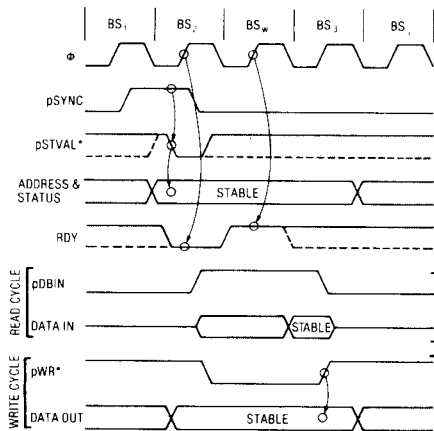 BS1 BS2 BSw BS3 BS1
Φ
pSYNC
pSTVAL*
ADDRESS &
STATUS
STABLE
RDY
READ CYCLE
pDBIN
DATA IN
STABLE
WRITE CYCLE
pWR*
DATA OUT
STABLE